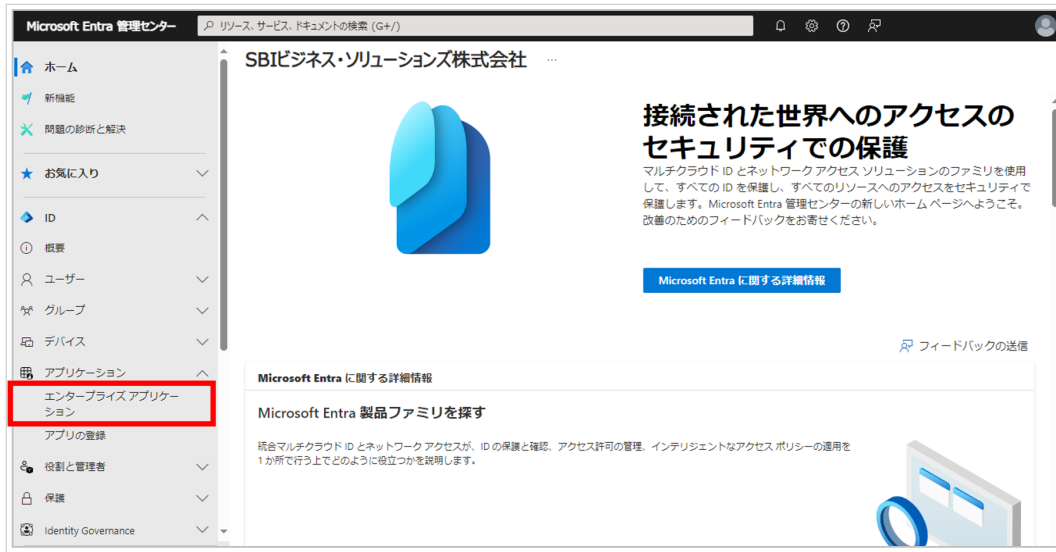 Microsoft Entra 管理センター
リソース、サービス、ドキュメントの検索 (G+/)
ホーム
新機能
問題の診断と解決
お気に入り
ID
概要
ユーザー
グループ
デバイス
アプリケーション
エンタープライズ アプリケー
ション
アプリの登録
役割と管理者
保護
Identity Governance
SBIビジネス・ソリューションズ株式会社 …
接続された世界へのアクセスの
セキュリティでの保護
マルチクラウド ID とネットワーク アクセス ソリューションのファミリを使用
して、すべての ID を保護し、すべてのリソースへのアクセスをセキュリティで
保護します。Microsoft Entra 管理センターの新しいホーム ページへようこそ。
改善のためのフィードバックをお寄せください。
Microsoft Entra に関する詳細情報
フィードバックの送信
Microsoft Entra に関する詳細情報
Microsoft Entra 製品ファミリを探す
統合マルチクラウド ID とネットワーク アクセスが、ID の保護と確認、アクセス許可の管理、インテリジェントなアクセス ポリシーの適用を
1 か所で行う上でどのように役立つかを説明します。